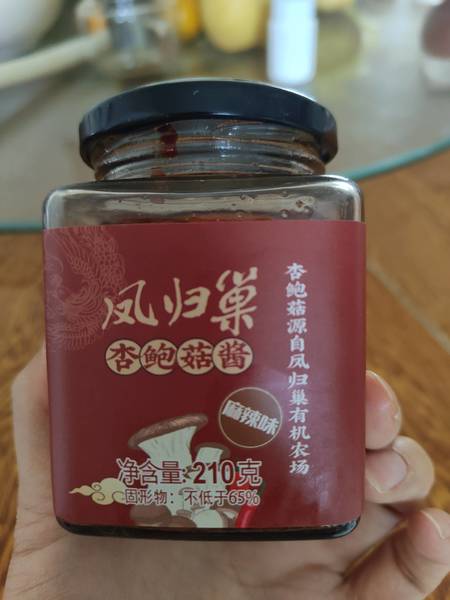 凤归巢
杏鲍菇酱
杏鲍菇源自凤归巢有机农场
麻辣味
净含量:210克
固形物:不低于65%